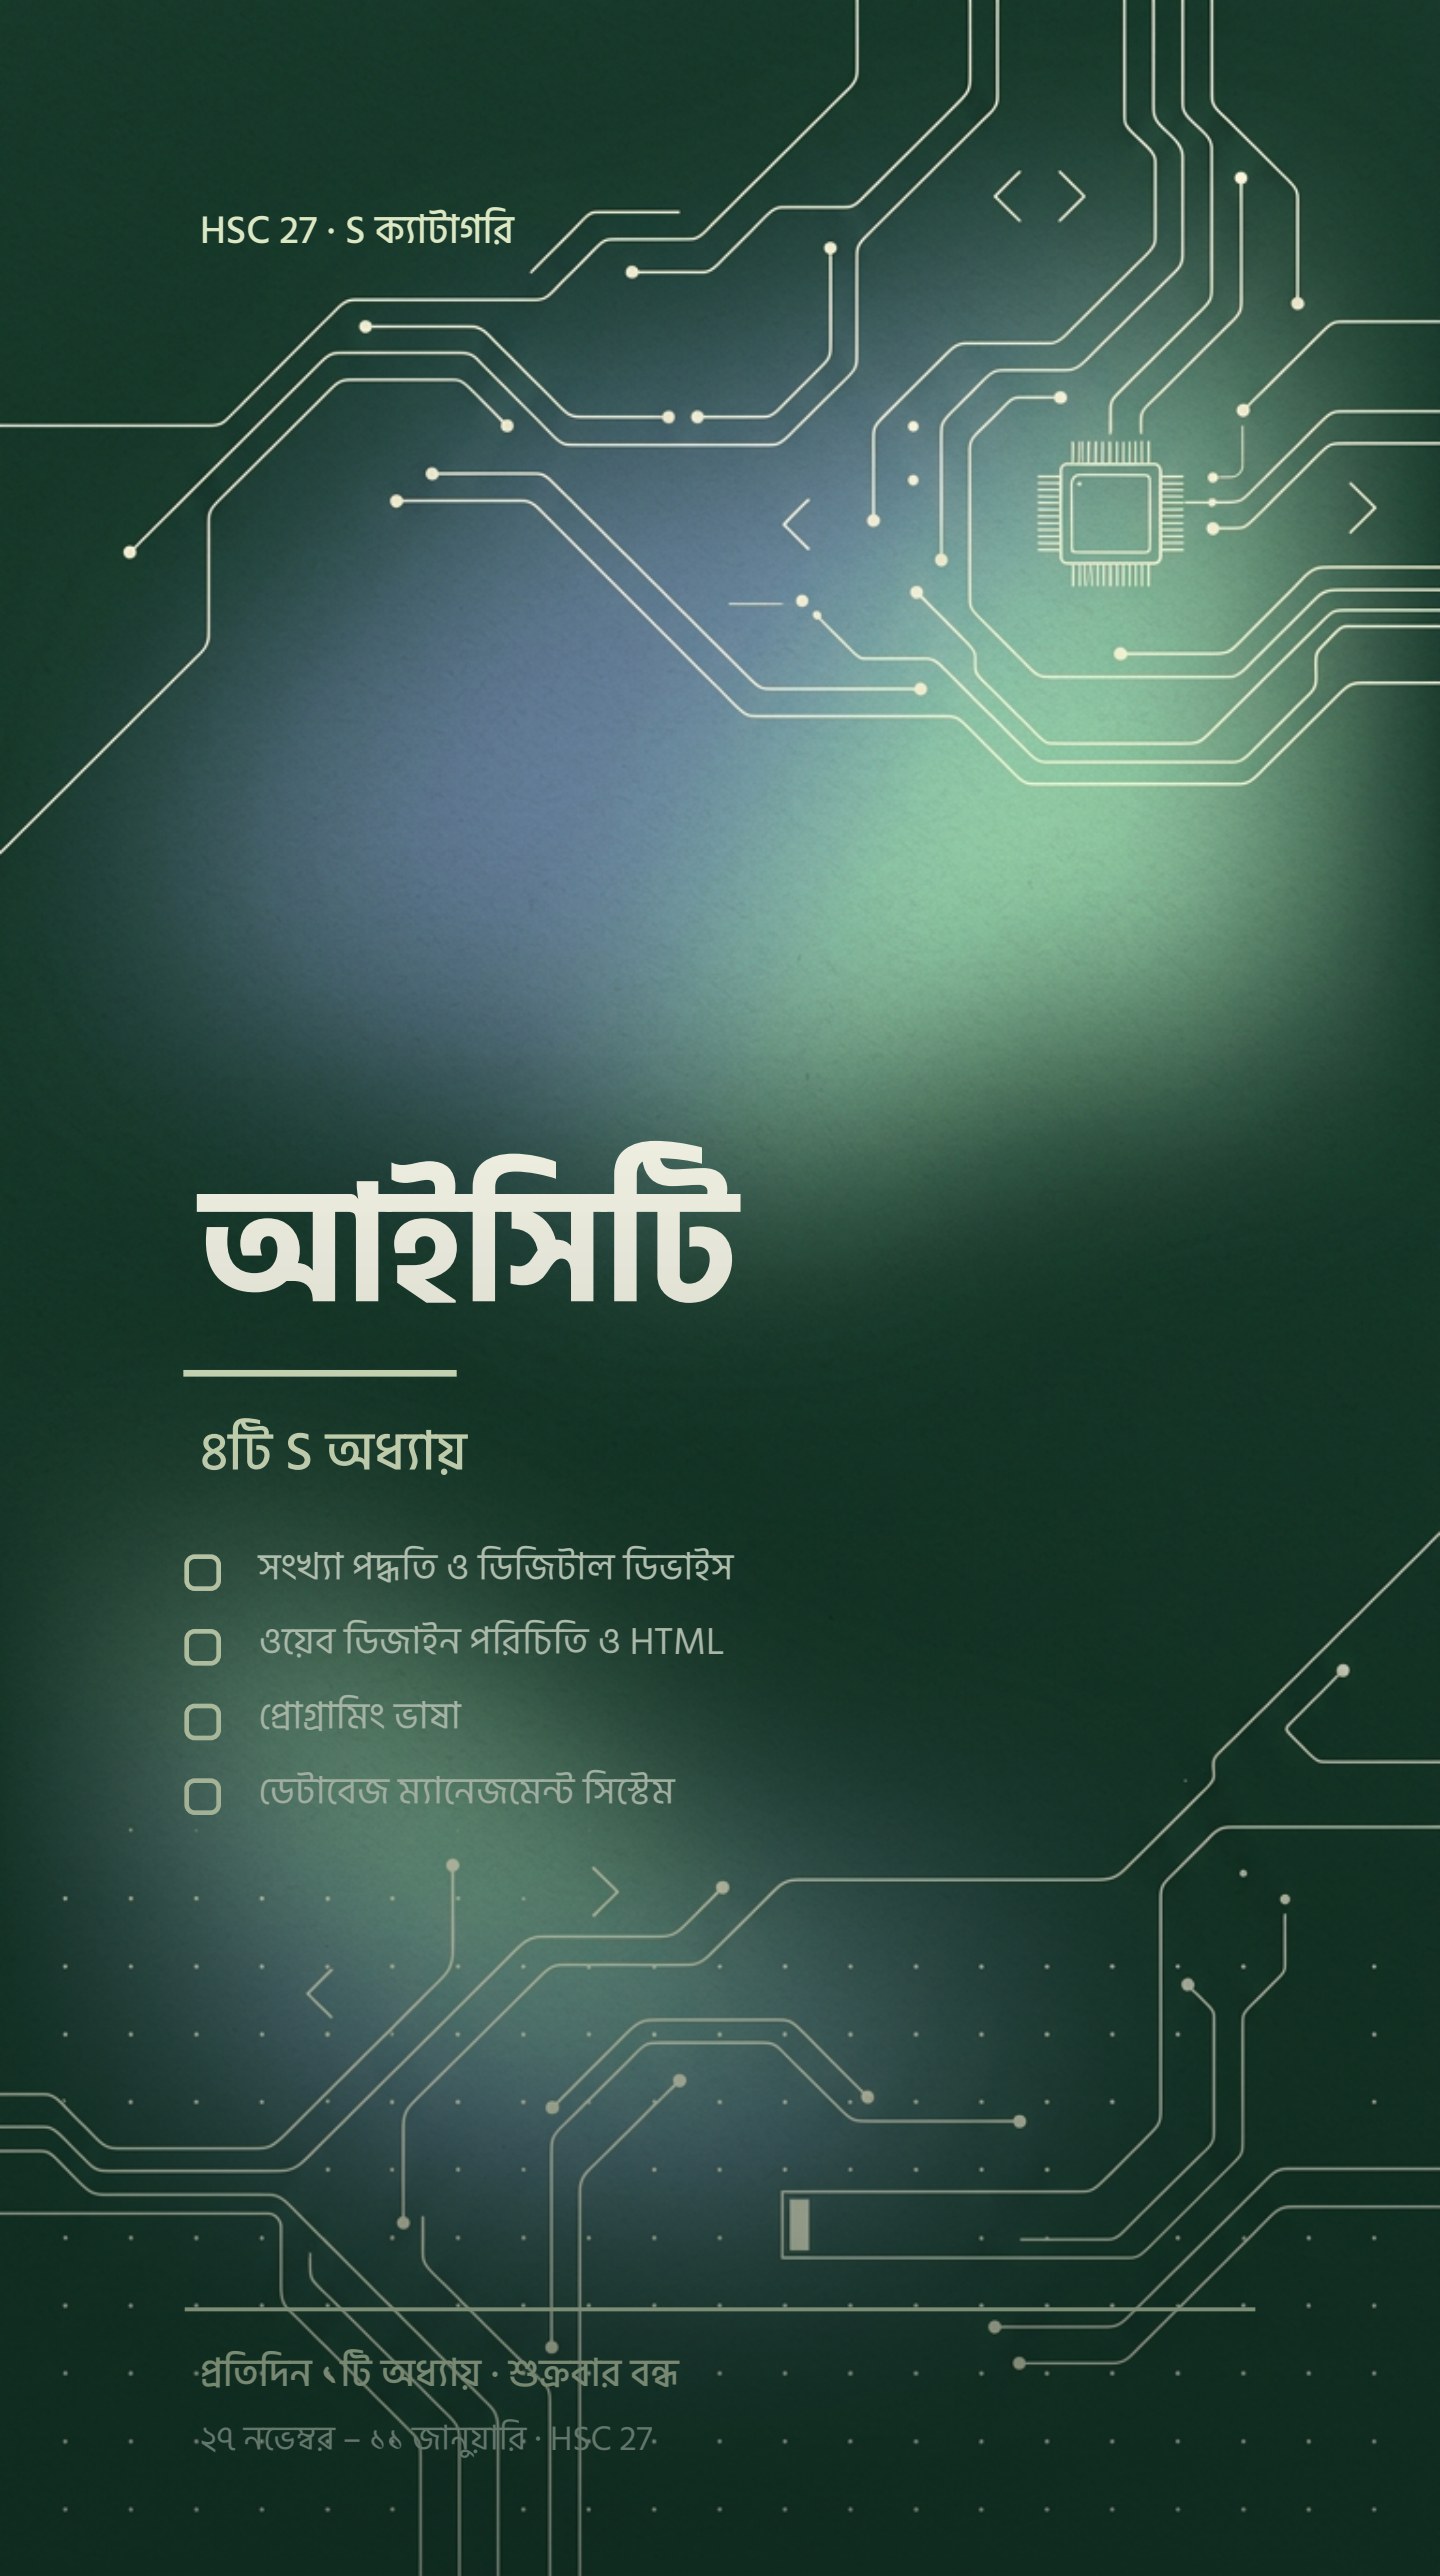 HSC 27 · S ক্যাটাগরি
আইসিটি
৪টি S অধ্যায়
সংখ্যা পদ্ধতি ও ডিজিটাল ডিভাইস
ওয়েব ডিজাইন পরিচিতি ও HTML
প্রোগ্রামিং ভাষা
ডেটাবেজ ম্যানেজমেন্ট সিস্টেম
প্রতিদিন ১টি অধ্যায় · শুক্রবার বন্ধ
২৭ নভেম্বর – ১১ জানুয়ারি · HSC 27